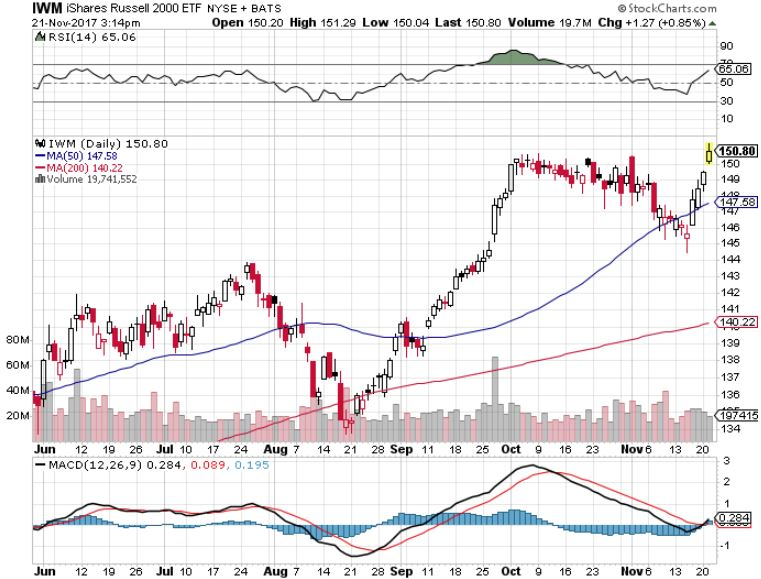 IWM iShares Russell 2000 ETF NYSE + BATS © StockCharts.com
21-Nov-2017 3:14pm Open 150.20 High 151.29 Low 150.04 Last 150.80 Volume 19.7M Chg +1.27 (+0.85%)
RSI(14) 65.06
90
70
65.06
50
30
10
IWM (Daily) 150.80
MA(50) 147.58
MA(200) 140.22
Volume 19,741,552
150.80
150
149
148
147.58
147
146
145
144
143
142
141
140.22
139
138
137
136
135
134
80M
60M
40M
20M
197415
Jun 12 19 26 Jul 10 17 24 Aug 7 14 21 28 Sep 11 18 25 Oct 9 16 23 Nov 6 13 20
MACD(12,26,9) 0.284, 0.089, 0.195
3
2
1
0.284
-1
Jun 12 19 26 Jul 10 17 24 Aug 7 14 21 28 Sep 11 18 25 Oct 9 16 23 Nov 6 13 20